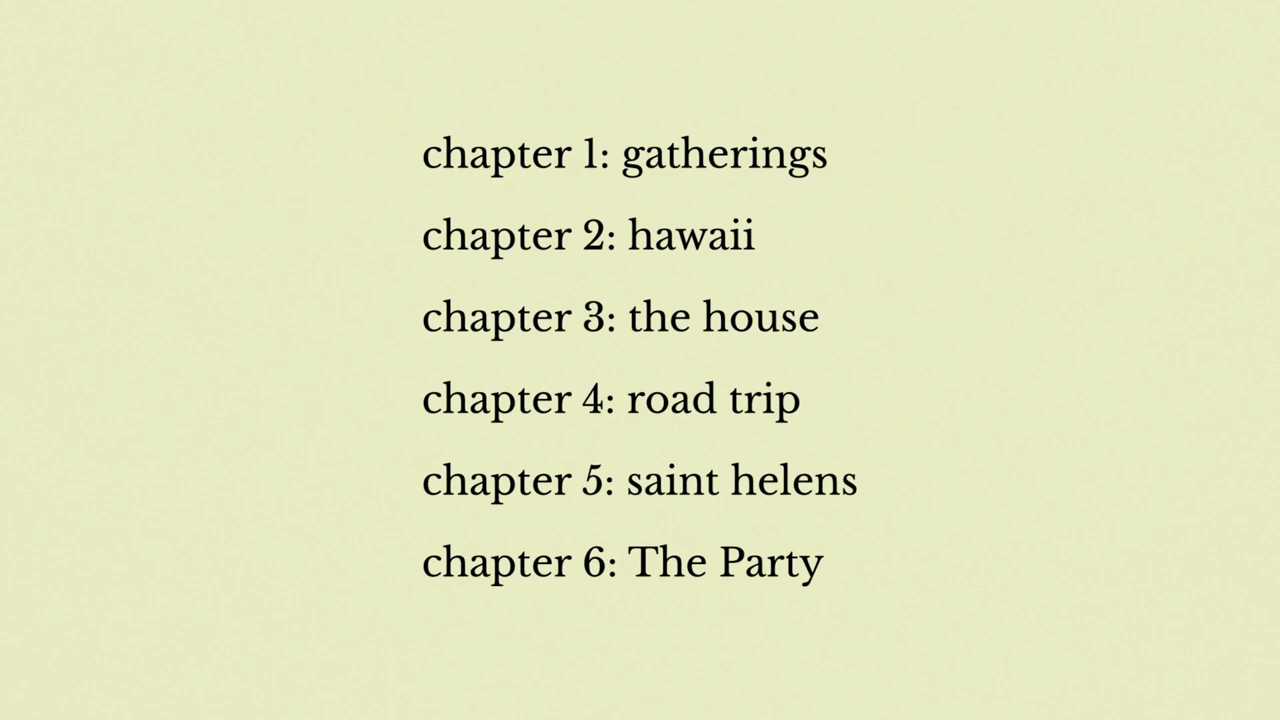 chapter 1: gatherings
chapter 2: hawaii
chapter 3: the house
chapter 4: road trip
chapter 5: saint helens
chapter 6: The Party